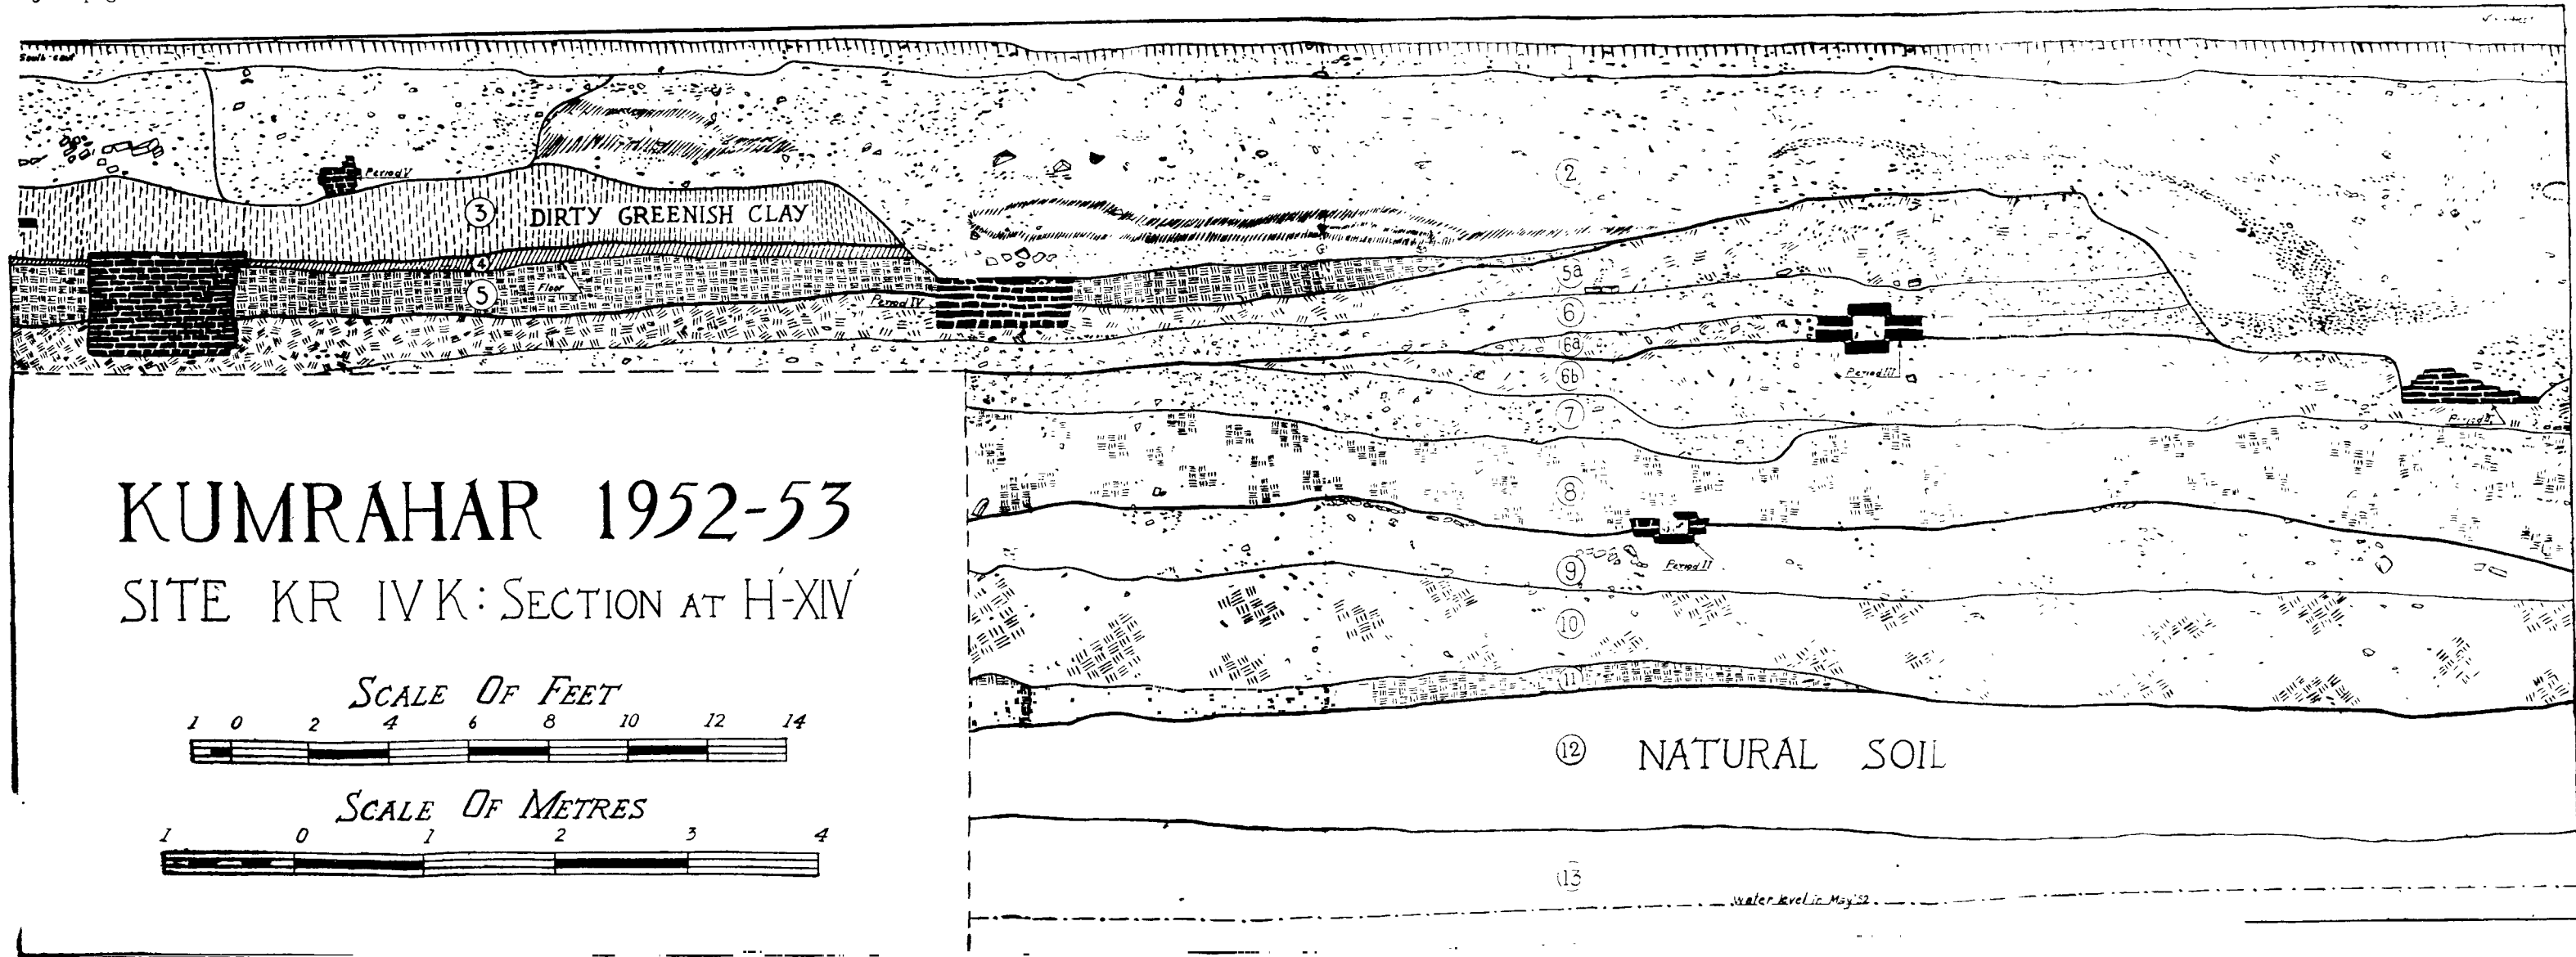 South-east
1
Period V
2
3 DIRTY GREENISH CLAY
4
5
Floor
Period IV
5a
6
6a
6b
Period III
7
8
9
Period II
10
11
12 NATURAL SOIL
13
water level in May '52
KUMRAHAR 1952-53
SITE KR IV K: SECTION AT H'-XIV'
SCALE OF FEET
1 0 2 4 6 8 10 12 14
SCALE OF METRES
1 0 1 2 3 4